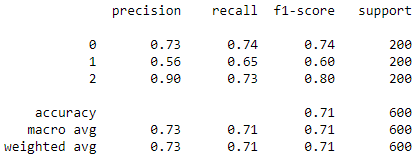 precision recall f1-score support
0 0.73 0.74 0.74 200
1 0.56 0.65 0.60 200
2 0.90 0.73 0.80 200
accuracy 0.71 600
macro avg 0.73 0.71 0.71 600
weighted avg 0.73 0.71 0.71 600